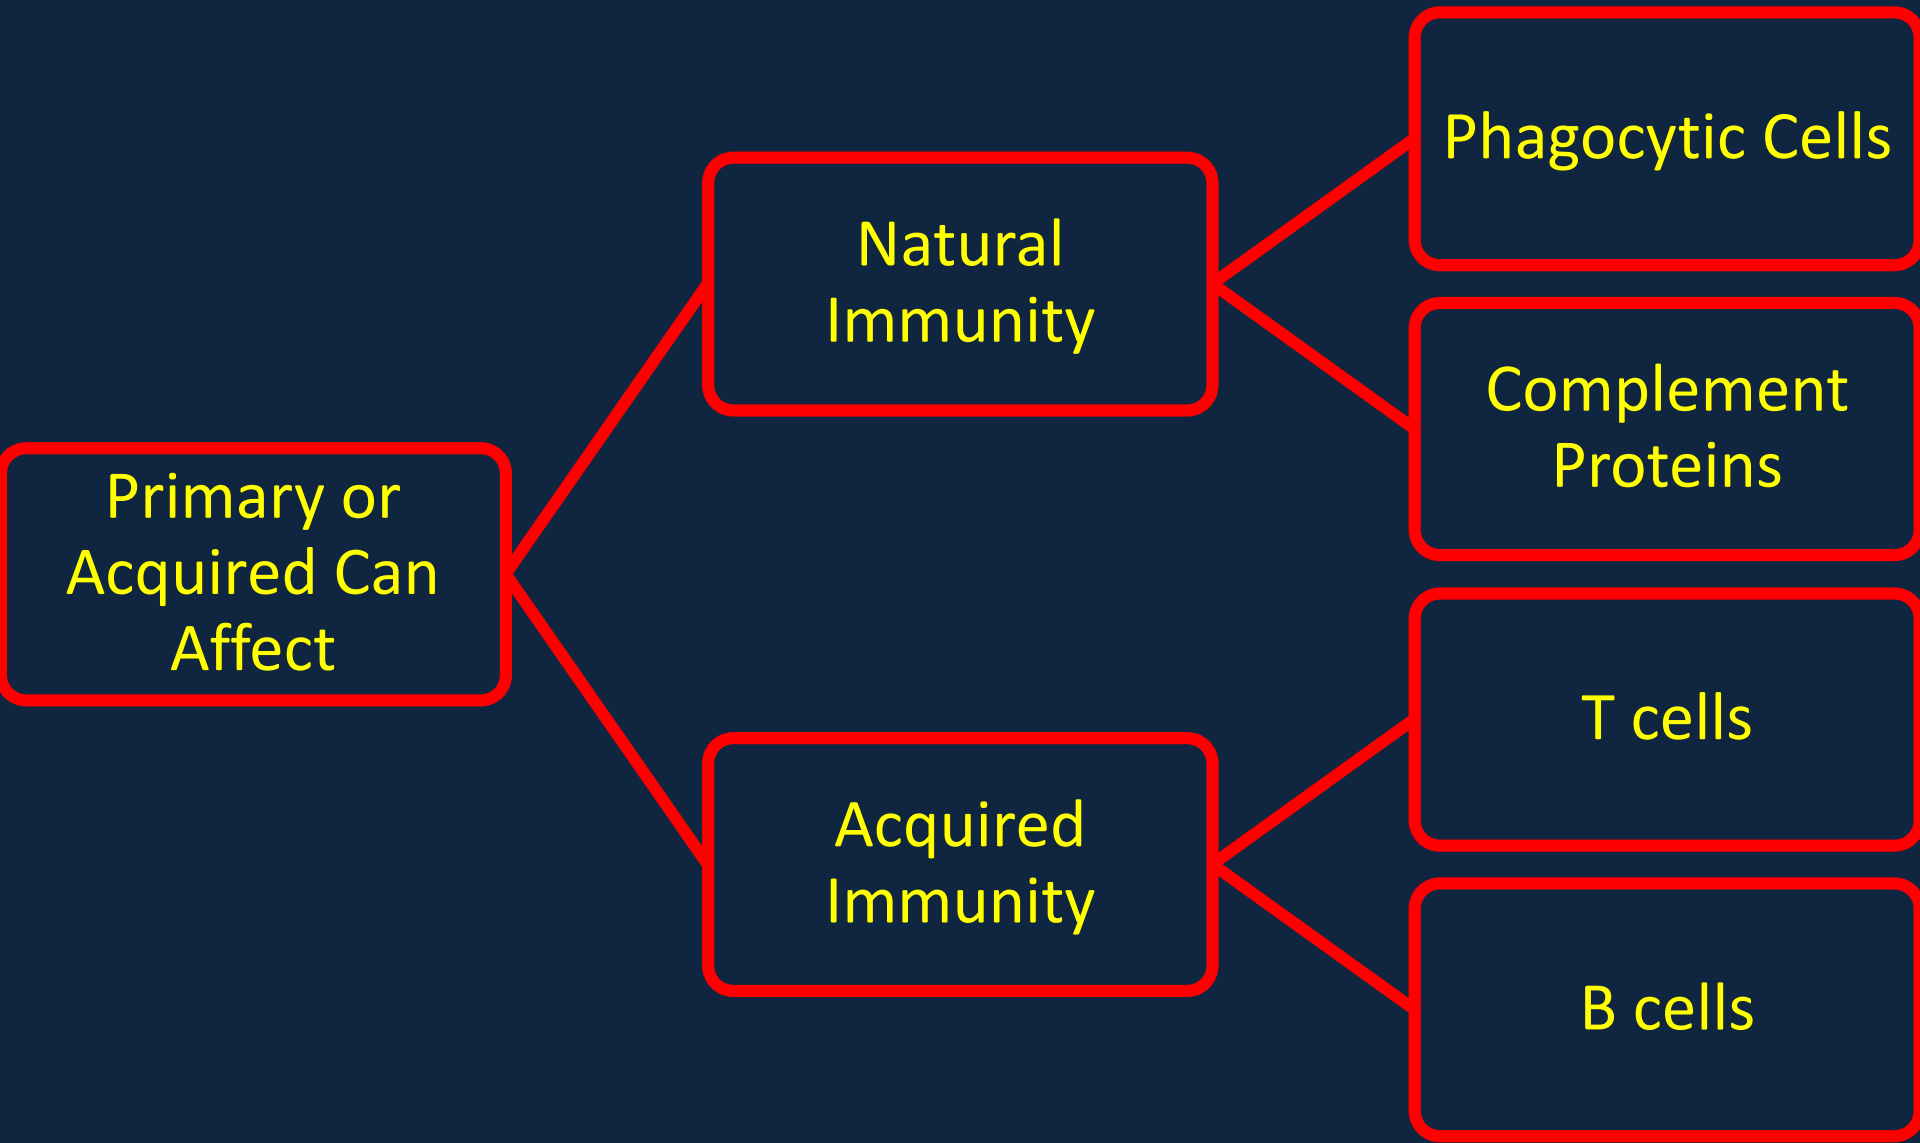 Primary or
Acquired Can
Affect
Natural
Immunity
Acquired
Immunity
Phagocytic Cells
Complement
Proteins
T cells
B cells